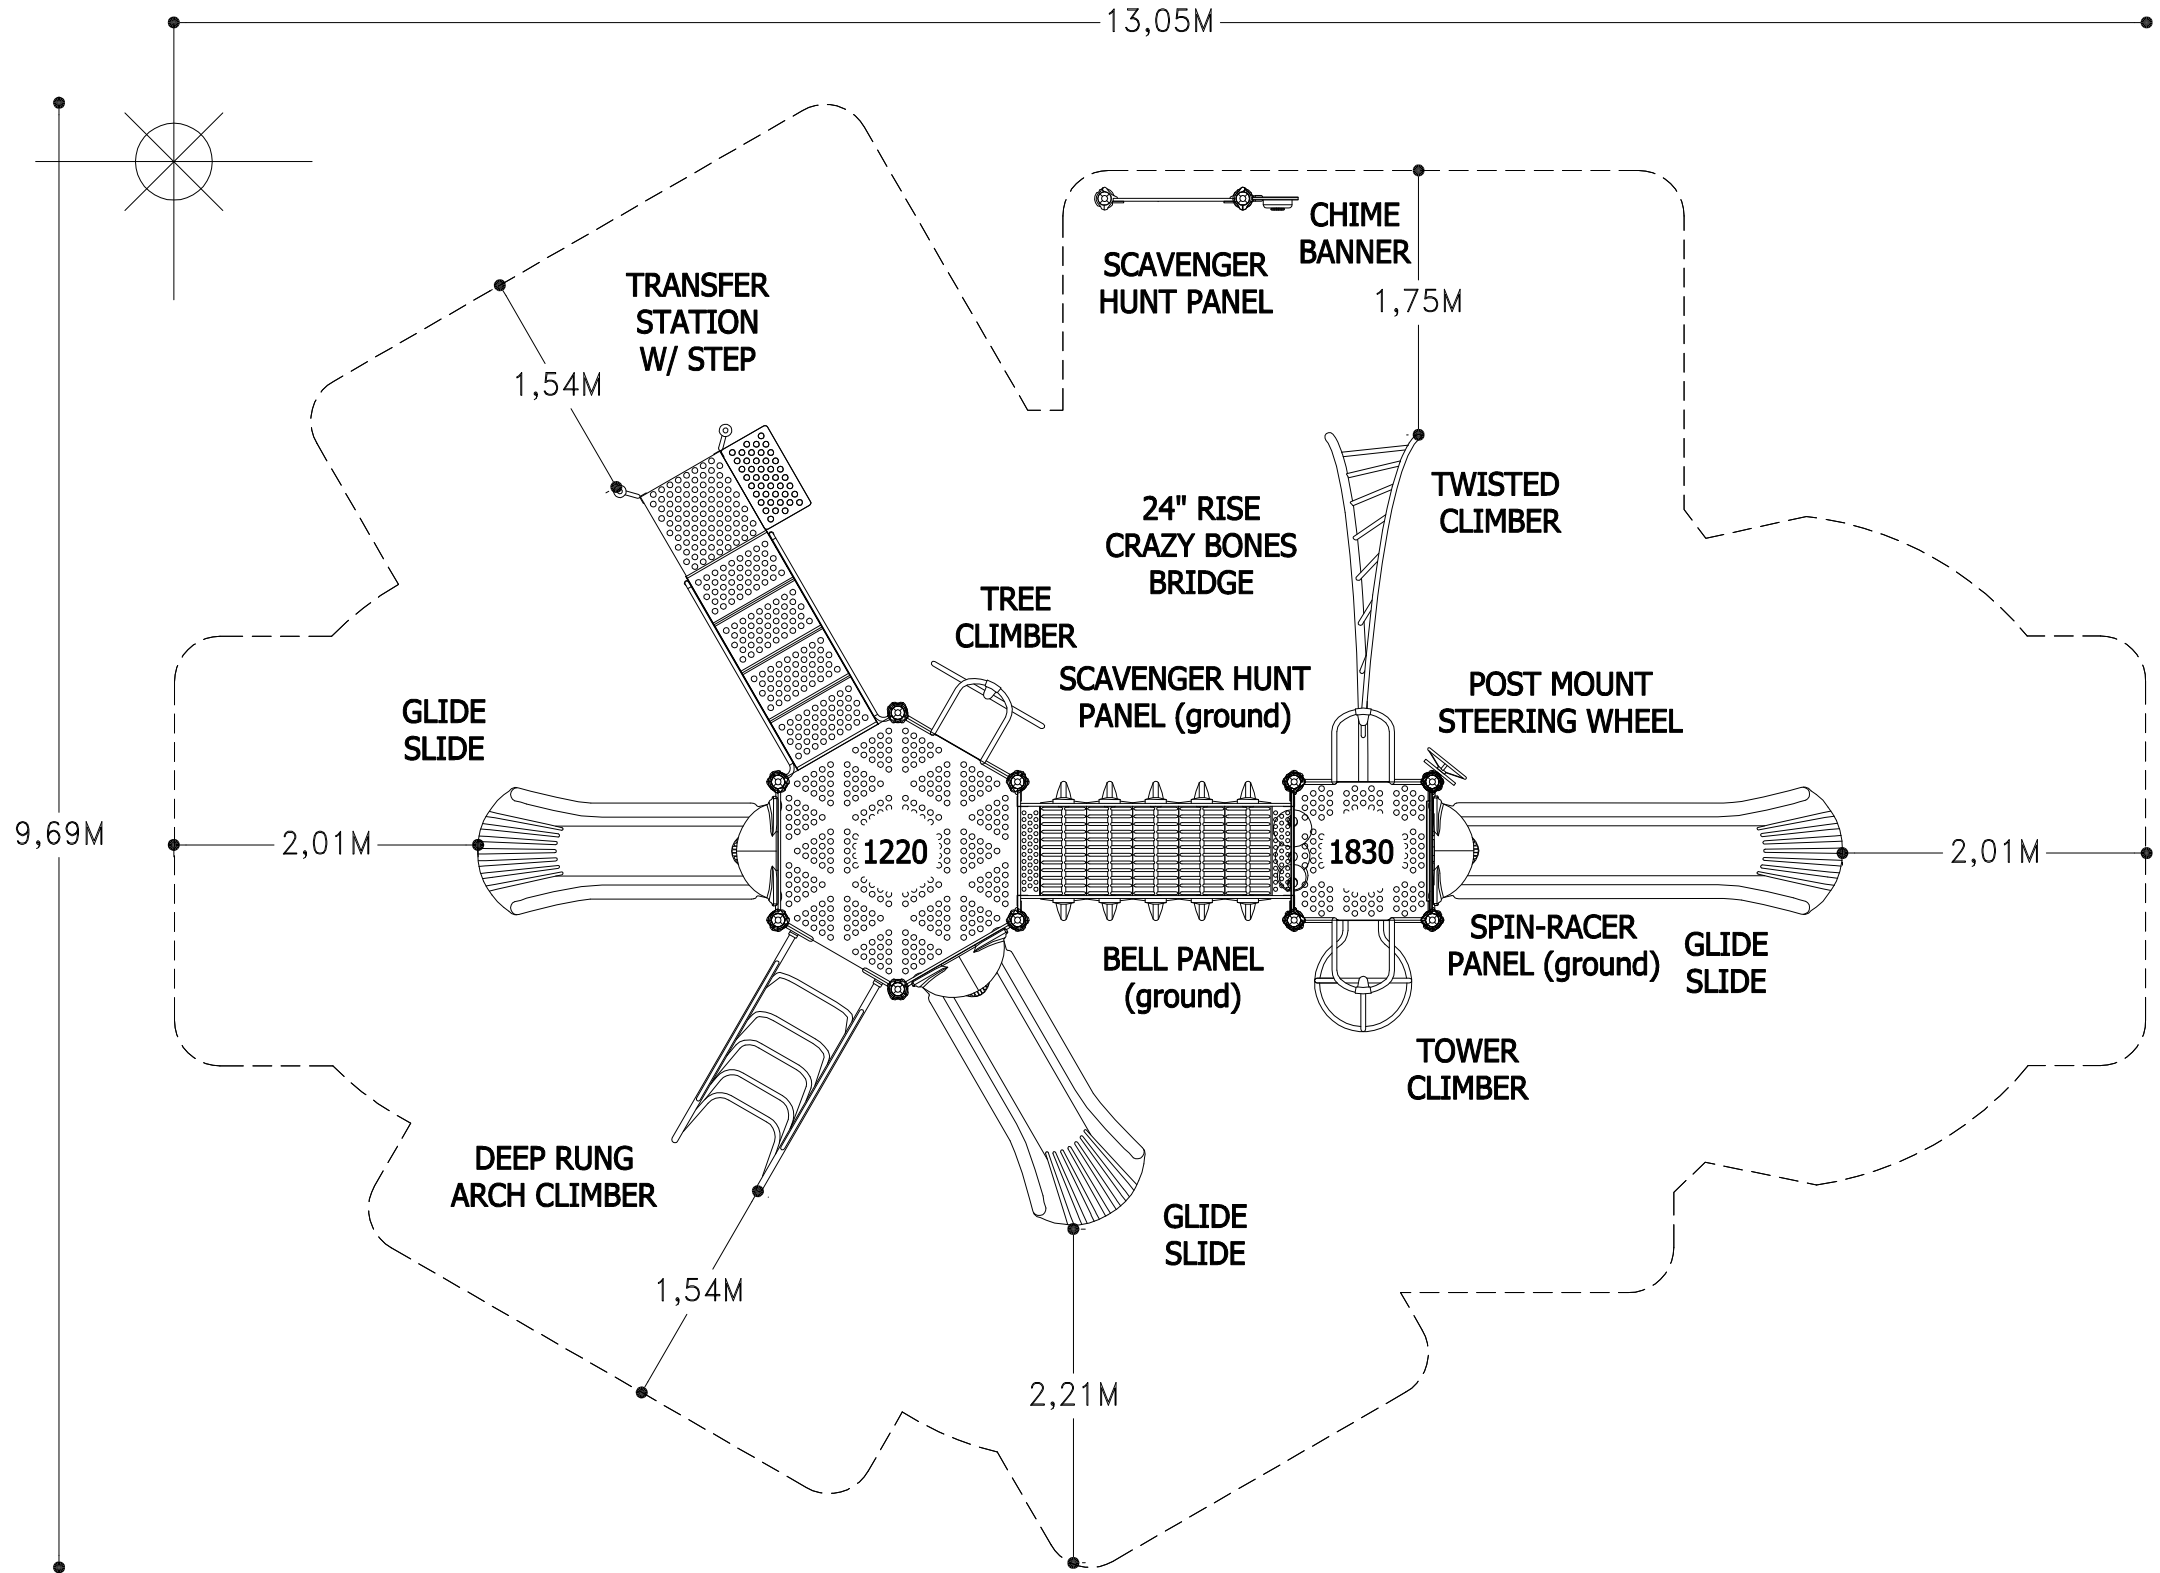 13,05M
CHIME
BANNER
SCAVENGER
HUNT PANEL
1,75M
TRANSFER
STATION
W/ STEP
1,54M
TWISTED
CLIMBER
24" RISE
CRAZY BONES
BRIDGE
TREE
CLIMBER
SCAVENGER HUNT
PANEL (ground)
POST MOUNT
STEERING WHEEL
GLIDE
SLIDE
9,69M
2,01M
1220
1830
2,01M
SPIN-RACER
PANEL (ground)
GLIDE
SLIDE
BELL PANEL
(ground)
TOWER
CLIMBER
DEEP RUNG
ARCH CLIMBER
GLIDE
SLIDE
1,54M
2,21M